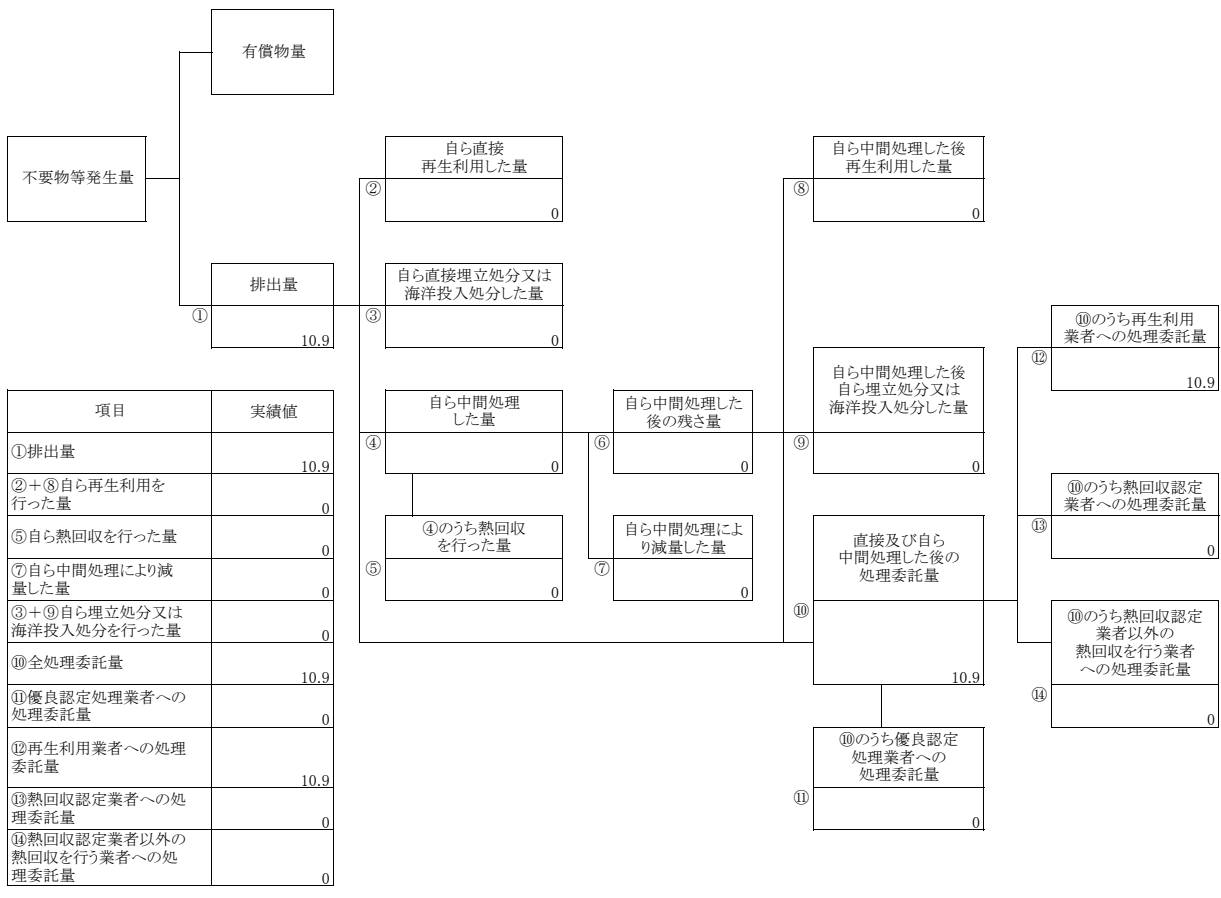 有償物量
不要物等発生量
排出量
①
10.9
自ら直接
再生利用した量
②
0
自ら直接埋立処分又は
海洋投入処分した量
③
0
自ら中間処理
した量
④
0
④のうち熱回収
を行った量
⑤
0
自ら中間処理した
後の残さ量
⑥
0
自ら中間処理によ
り減量した量
⑦
0
自ら中間処理した後
再生利用した量
⑧
0
自ら中間処理した後
自ら埋立処分又は
海洋投入処分した量
⑨
0
直接及び自ら
中間処理した後の
処理委託量
⑩
10.9
⑩のうち優良認定
処理業者への
処理委託量
⑪
0
⑩のうち再生利用
業者への処理委託量
⑫
10.9
⑩のうち熱回収認定
業者への処理委託量
⑬
0
⑩のうち熱回収認定
業者以外の
熱回収を行う業者
への処理委託量
⑭
0
項目 実績値
①排出量
10.9
②＋⑧自ら再生利用を
行った量
0
⑤自ら熱回収を行った量
0
⑦自ら中間処理により減
量した量
0
③＋⑨自ら埋立処分又は
海洋投入処分を行った量
0
⑩全処理委託量
10.9
⑪優良認定処理業者への
処理委託量
0
⑫再生利用業者への処理
委託量
10.9
⑬熱回収認定業者への処
理委託量
0
⑭熱回収認定業者以外の
熱回収を行う業者への処
理委託量
0